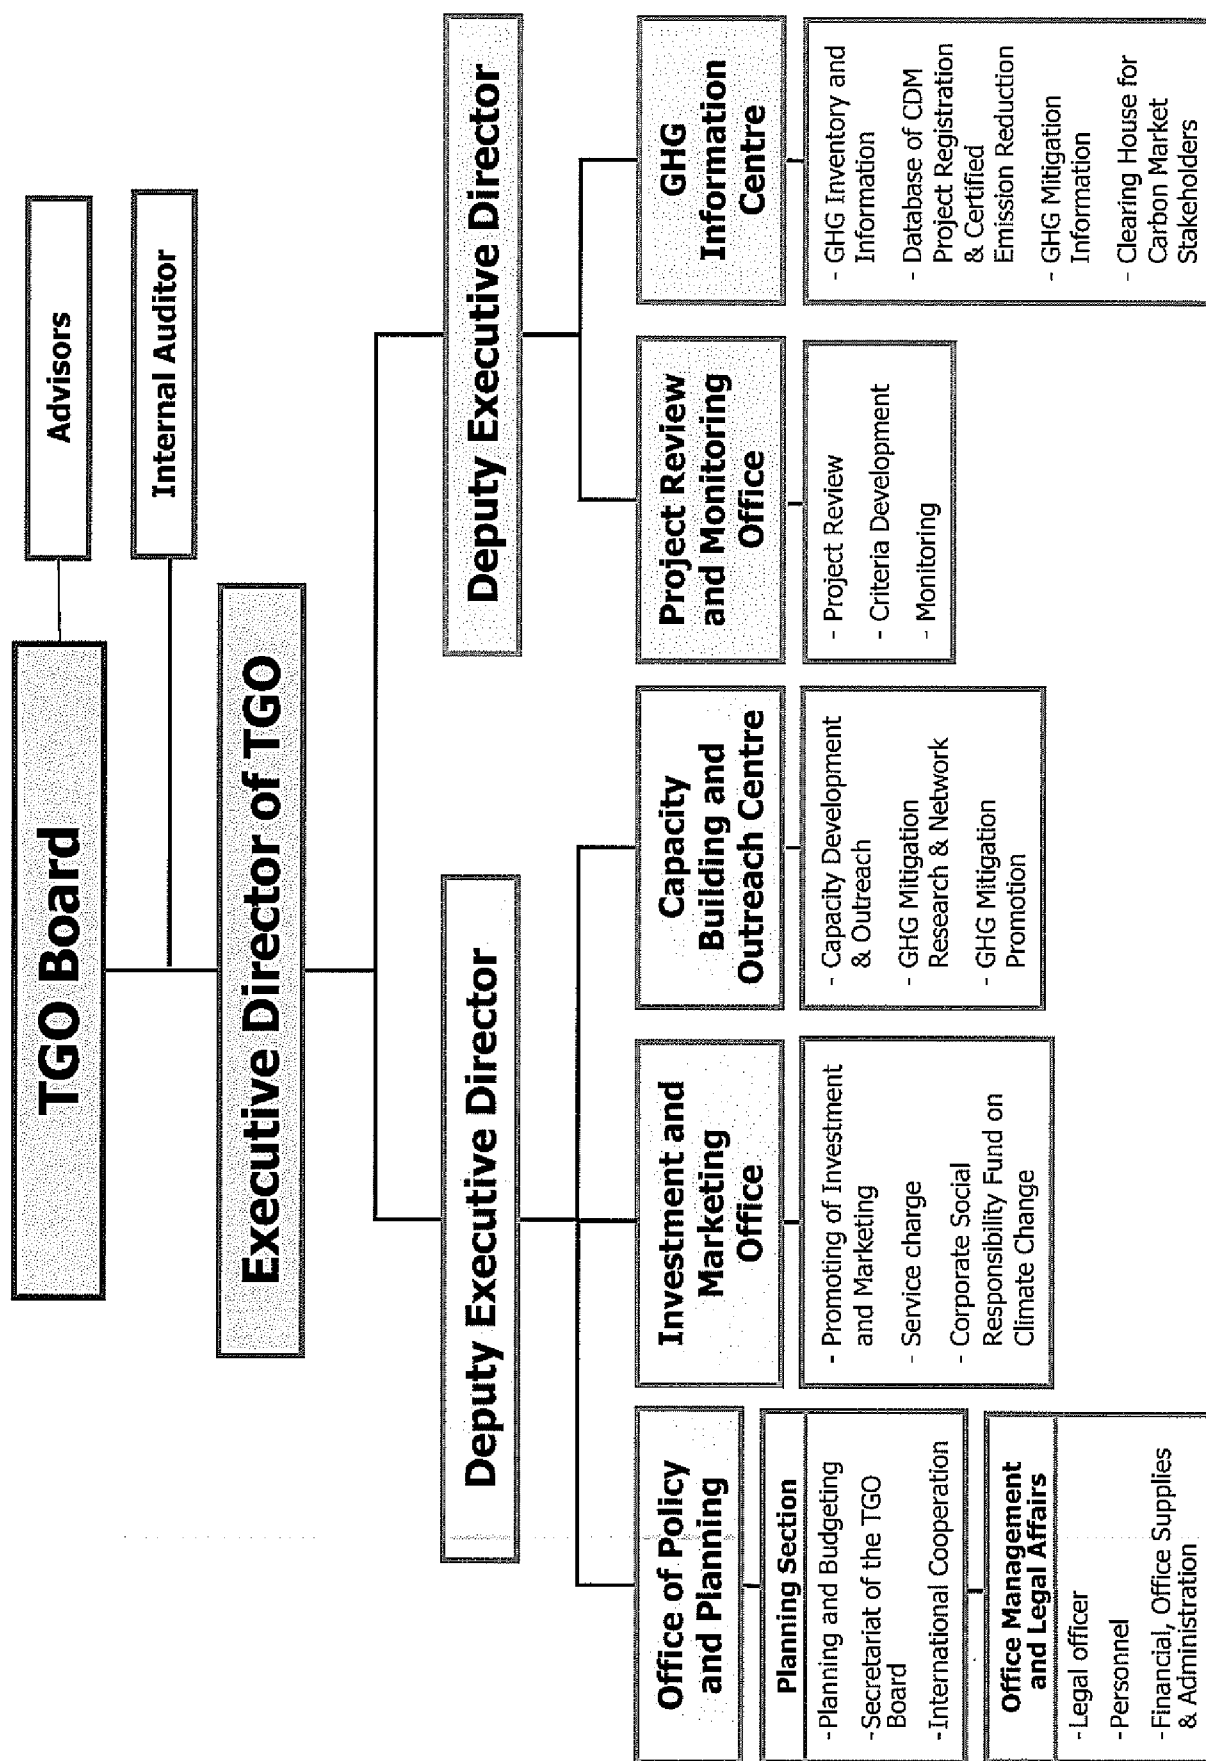 TGO Board
Advisors
Internal Auditor
Executive Director of TGO
Deputy Executive Director
Deputy Executive Director
Office of Policy
and Planning
Planning Section
-Planning and Budgeting
-Secretariat of the TGO
Board
-International Cooperation
Office Management
and Legal Affairs
-Legal officer
-Personnel
-Financial, Office Supplies
& Administration
Investment and
Marketing
Office
- Promoting of Investment
and Marketing
- Service charge
- Corporate Social
Responsibility Fund on
Climate Change
Capacity
Building and
Outreach Centre
- Capacity Development
& Outreach
- GHG Mitigation
Research & Network
- GHG Mitigation
Promotion
Project Review
and Monitoring
Office
- Project Review
- Criteria Development
- Monitoring
GHG
Information
Centre
- GHG Inventory and
Information
- Database of CDM
Project Registration
& Certified
Emission Reduction
- GHG Mitigation
Information
- Clearing House for
Carbon Market
Stakeholders